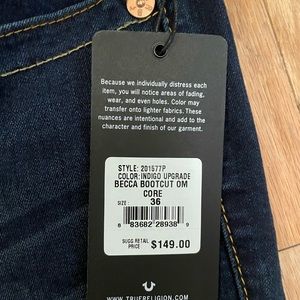 Because we individually distress each
item, you will notice areas of fading,
wear, and even holes. Color may
transfer onto lighter fabrics. These
nuances are intentional and add to the
character and finish of our garment.
STYLE: 201577P
COLOR:INDIGO UPGRADE
BECCA BOOTCUT OM
CORE
SIZE :
36
6 83682 28938 9
SUGG RETAIL
PRICE
$149.00
WWW.TRUERELIGION.COM